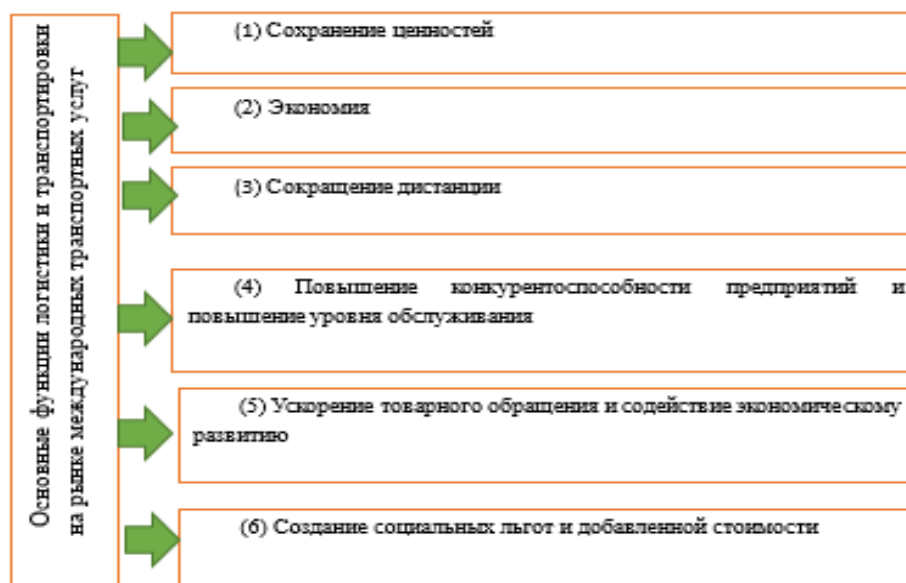 Основные функции логистики и транспортировки
на рынке международных транспортных услуг
(1) Сохранение ценностей
(2) Экономия
(3) Сокращение дистанции
(4) Повышение конкурентоспособности предприятий и
повышение уровня обслуживания
(5) Ускорение товарного обращения и содействие экономическому
развитию
(6) Создание социальных льгот и добавленной стоимости